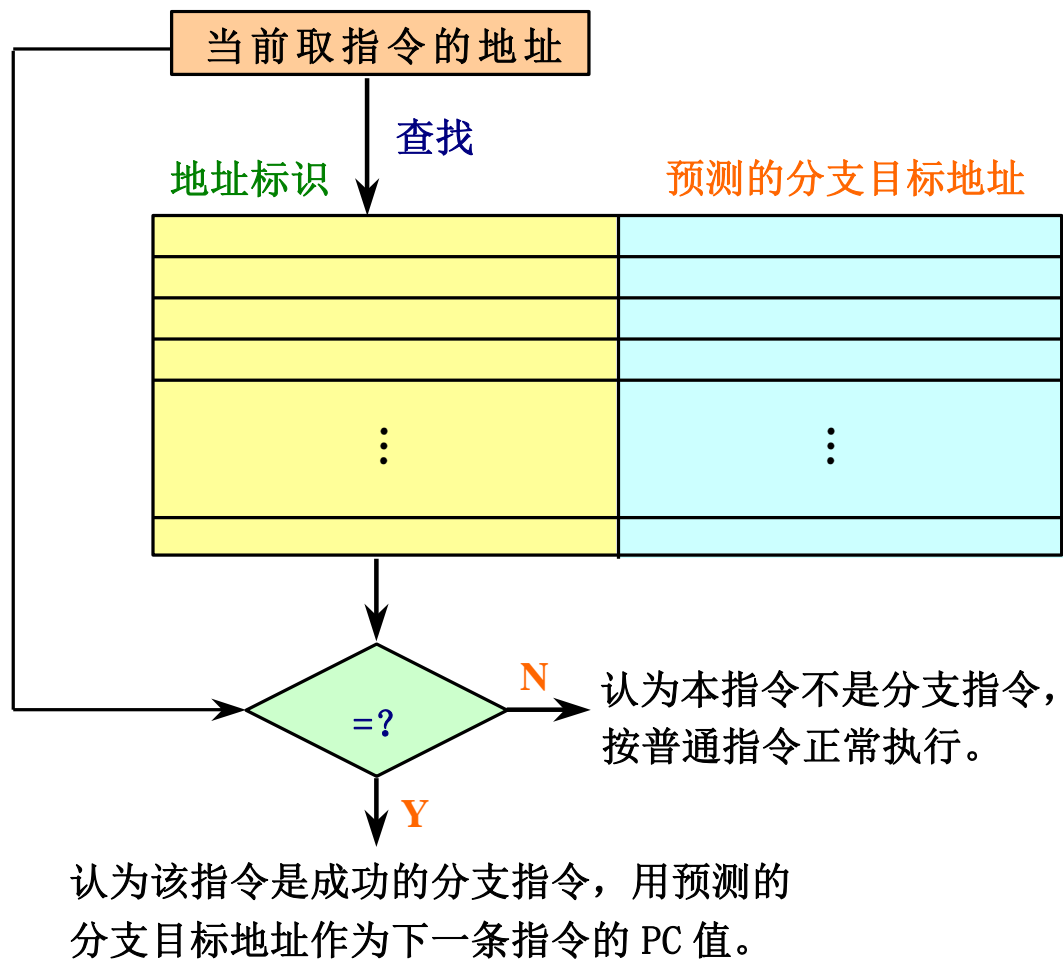 当前取指令的地址
查找
地址标识
预测的分支目标地址
⋮
⋮
=?
N
认为本指令不是分支指令，
按普通指令正常执行。
Y
认为该指令是成功的分支指令，用预测的
分支目标地址作为下一条指令的 PC 值。